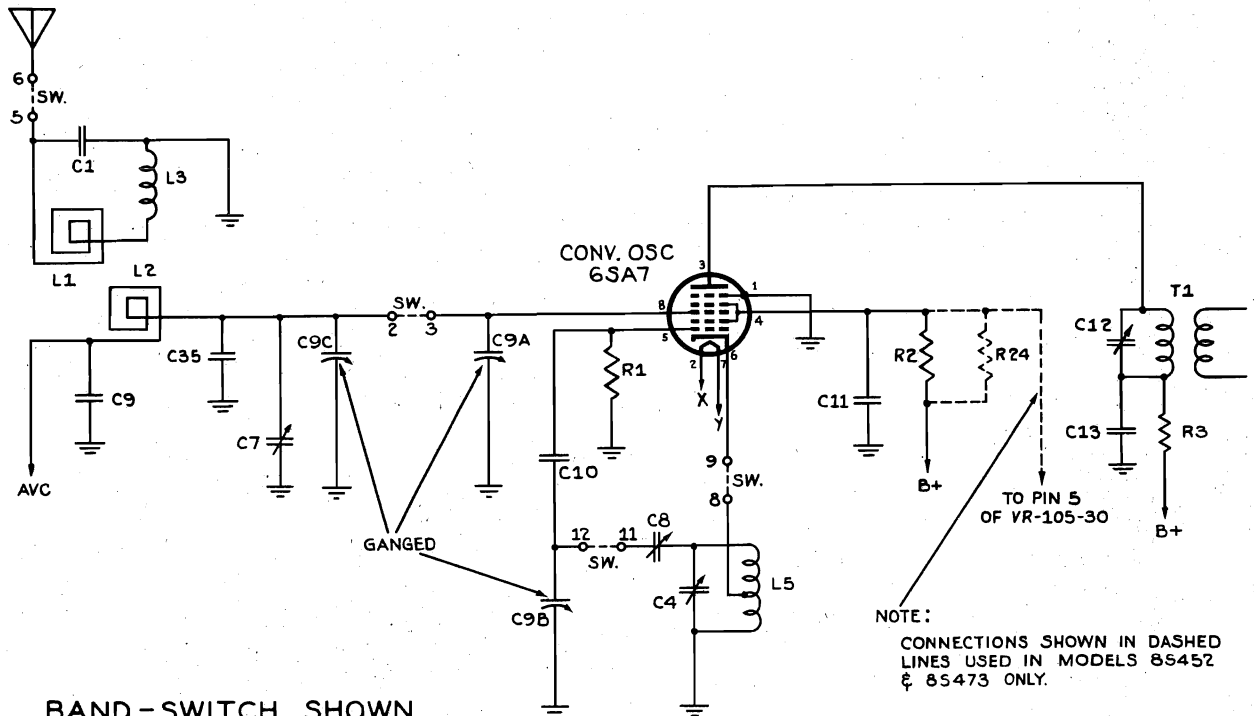 6
SW.
5
C1
L3
L1
L2
CONV. OSC
6SA7
3
1
8
4
5
2
7
6
SW.
2
3
C35
C9C
C9A
R1
R2
R24
C12
T1
C9
C7
X
Y
C11
C13
R3
AVC
C10
9
SW.
8
B+
TO PIN 5
OF VR-105-30
B+
GANGED
12
11
SW.
C8
C4
L5
C9B
NOTE:
CONNECTIONS SHOWN IN DASHED
LINES USED IN MODELS 8S452
& 8S473 ONLY.
BAND-SWITCH SHOWN